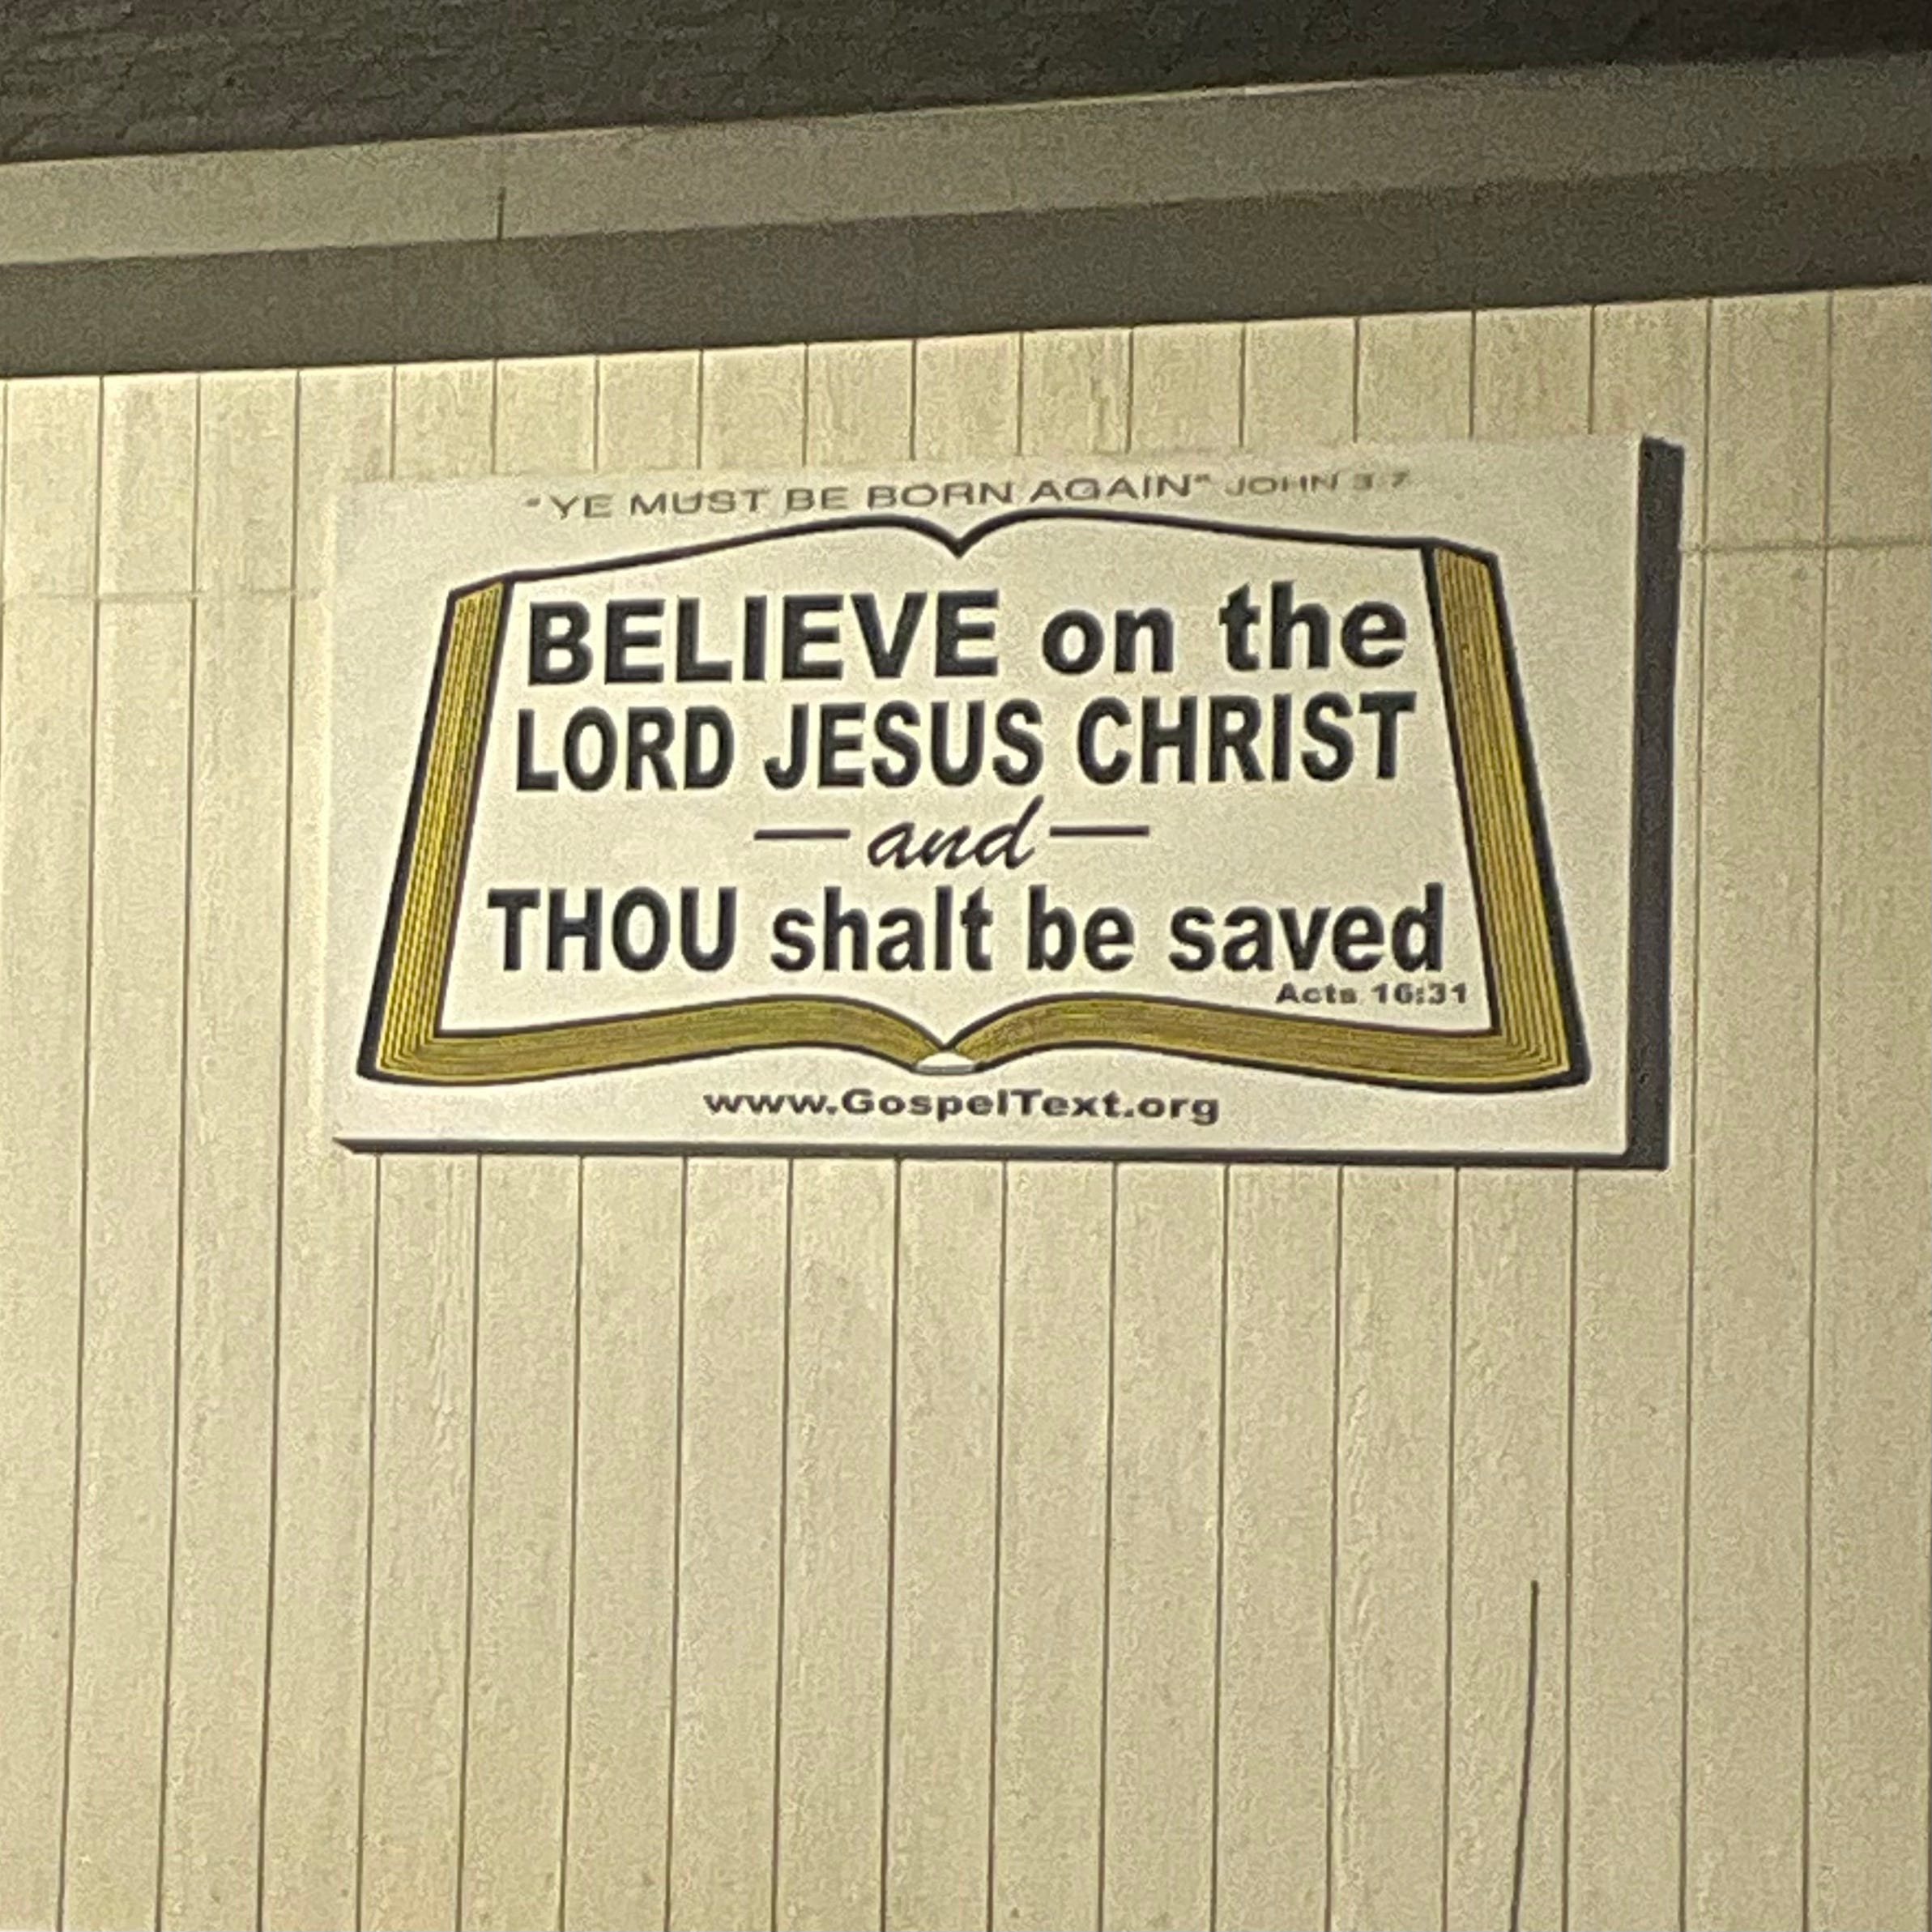 "YE MUST BE BORN AGAIN" JOHN 3 7
BELIEVE on the
LORD JESUS CHRIST
— and —
THOU shalt be saved
Acts 16:31
www.GospelText.org